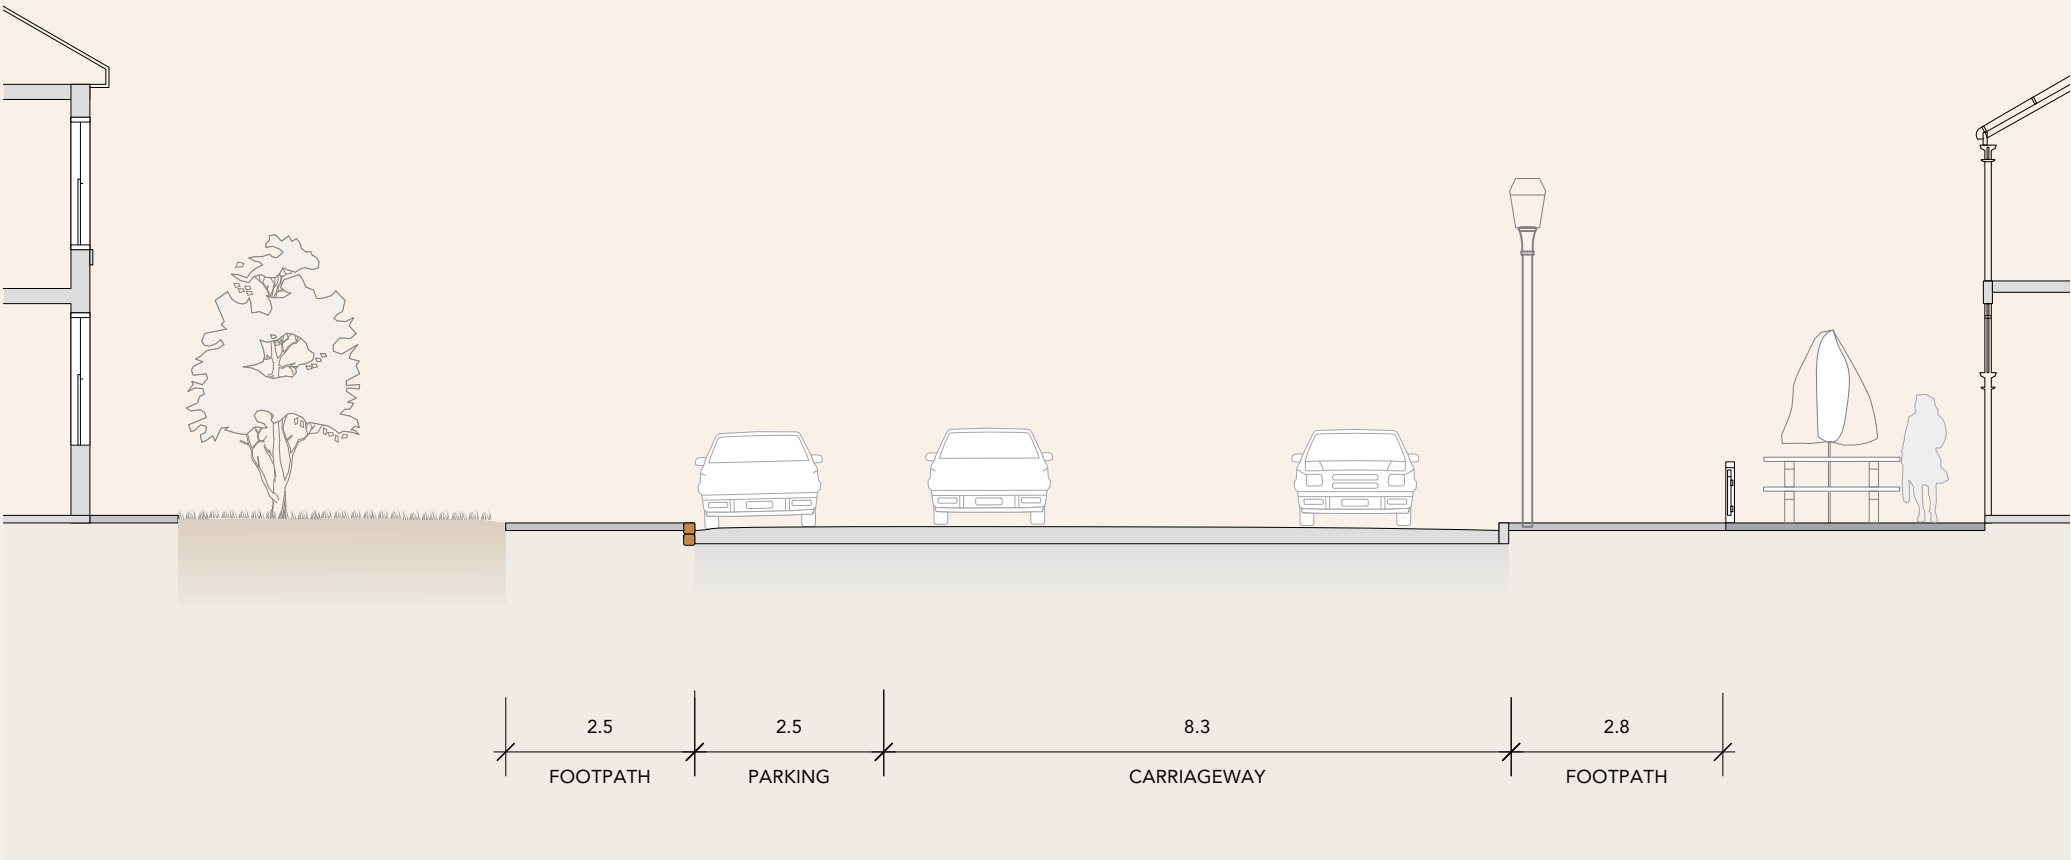 2.5 2.5 8.3 2.8
FOOTPATH PARKING CARRIAGEWAY FOOTPATH